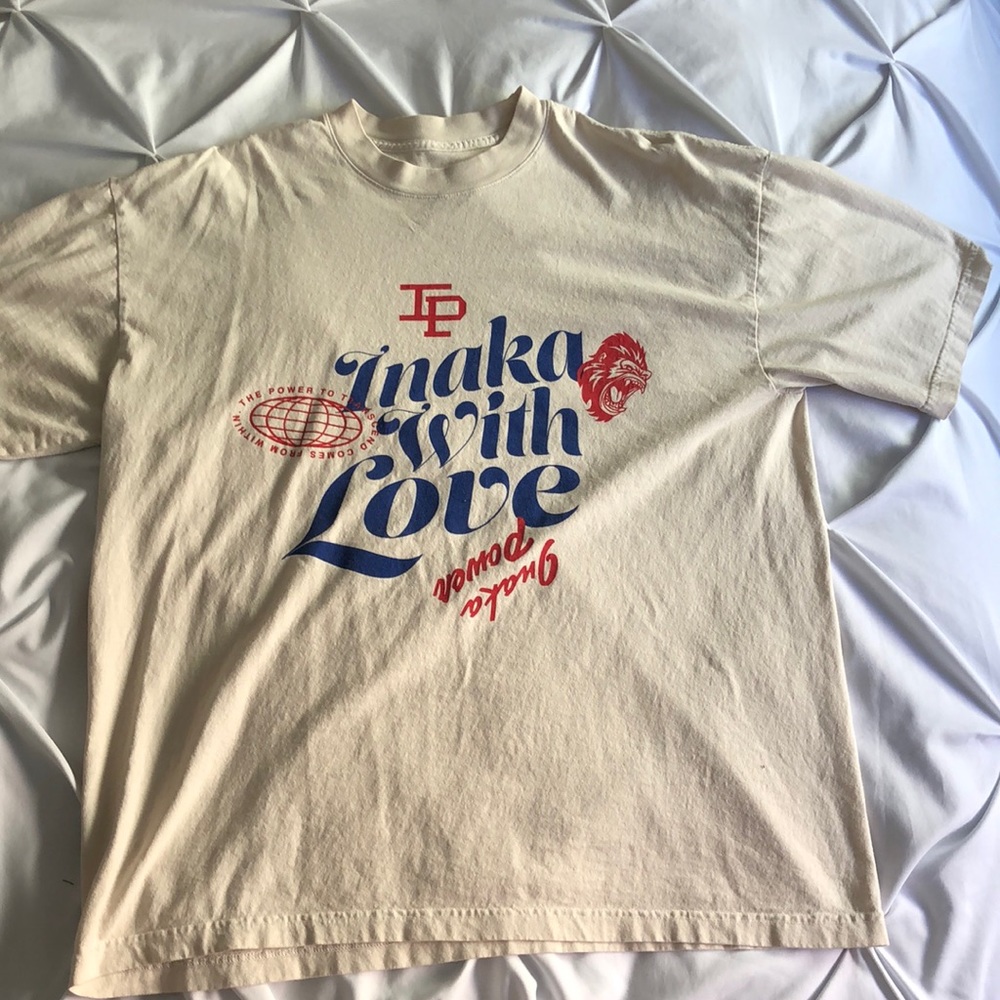 IP
Inaka
With
Love
THE POWER TO TRANSCEND COMES FROM WITHIN.
Inaka
power